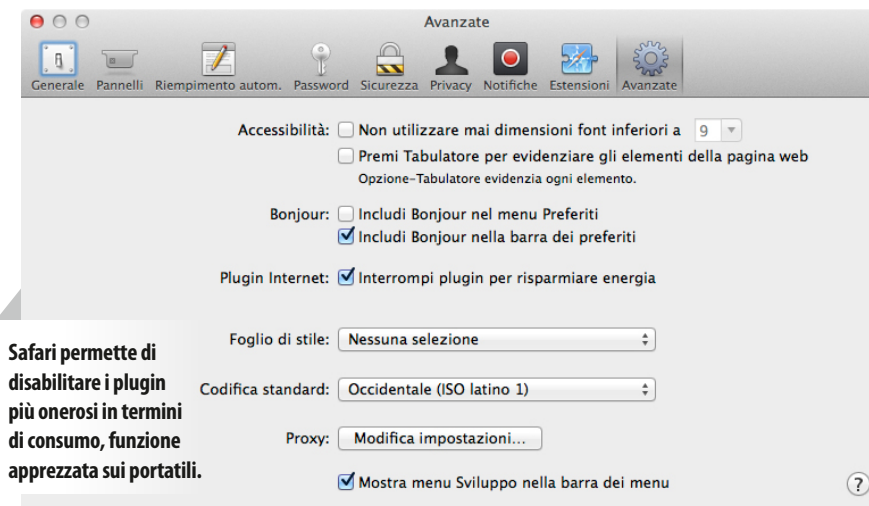 Avanzate
Generale Pannelli Riempimento autom. Password Sicurezza Privacy Notifiche Estensioni Avanzate
Accessibilità: Non utilizzare mai dimensioni font inferiori a 9
Premi Tabulatore per evidenziare gli elementi della pagina web
Opzione-Tabulatore evidenzia ogni elemento.
Bonjour: Includi Bonjour nel menu Preferiti
Includi Bonjour nella barra dei preferiti
Plugin Internet: Interrompi plugin per risparmiare energia
Foglio di stile: Nessuna selezione
Codifica standard: Occidentale (ISO latino 1)
Proxy: Modifica impostazioni...
Mostra menu Sviluppo nella barra dei menu
?
Safari permette di
disabilitare i plugin
più onerosi in termini
di consumo, funzione
apprezzata sui portatili.